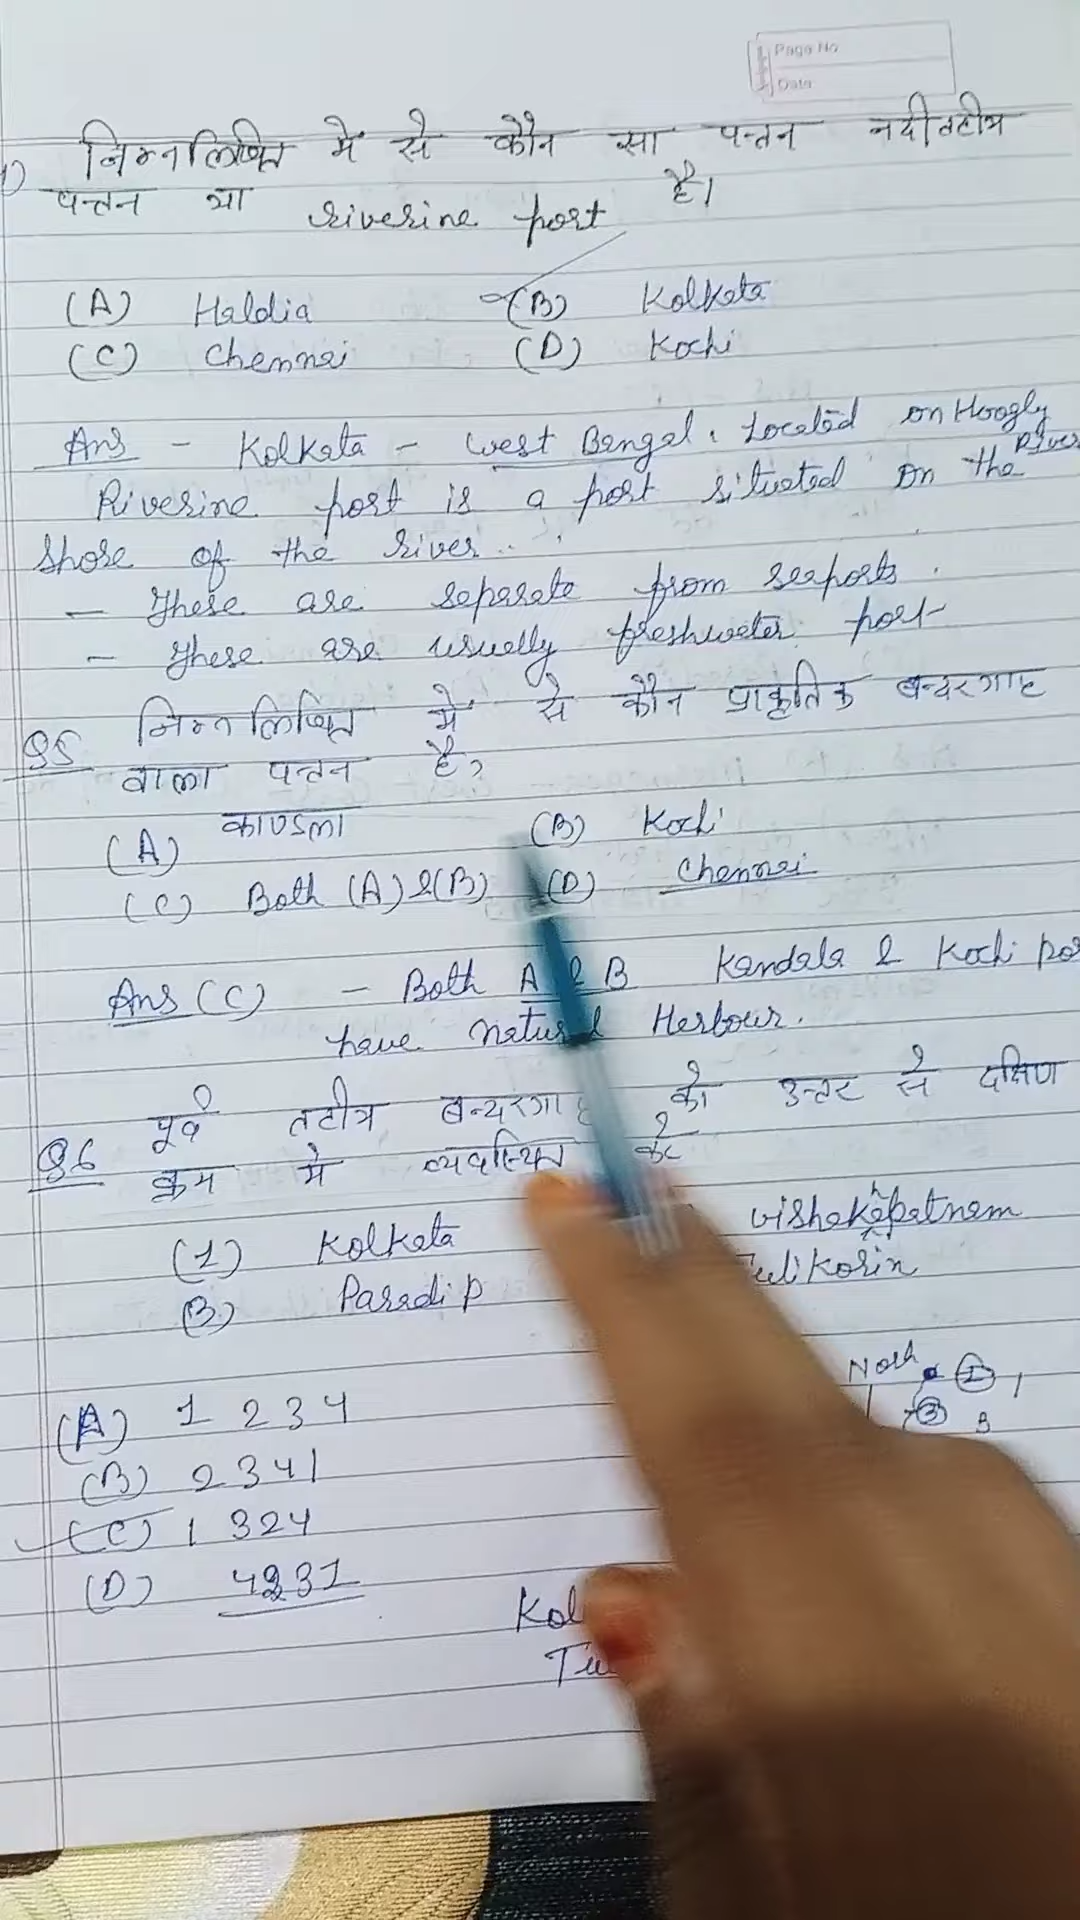 Page No
Date
निम्नलिखित में से कौन सा पत्तन नदीतटीय
पत्तन या riverine port है।
(A) Haldia (B) Kolkata
(C) Chennai (D) Kochi
Ans - Kolkata - West Bengal. Located on Hoogly River
Riverine port is a port situated on the
shore of the river..
- These are separate from seaports.
- These are usually freshwater port
Q5 निम्नलिखित में से कौन प्राकृतिक बन्दरगाह
वाला पत्तन है?
(A) काण्डला (B) Kochi
(C) Both (A) & (B) (D) Chennai
Ans (C) - Both A & B Kandala & Kochi
have Natural Harbour.
Q6 पूर्व तटीय बन्दरगाह को उत्तर से दक्षिण
क्रम मे व्यवस्थित करे
(1) Kolkata Vishakhapatnam
(3) Paradip
North
(A) 1 2 3 4
(B) 2 3 4 1
(C) 1 3 2 4
(D) 4 2 3 1